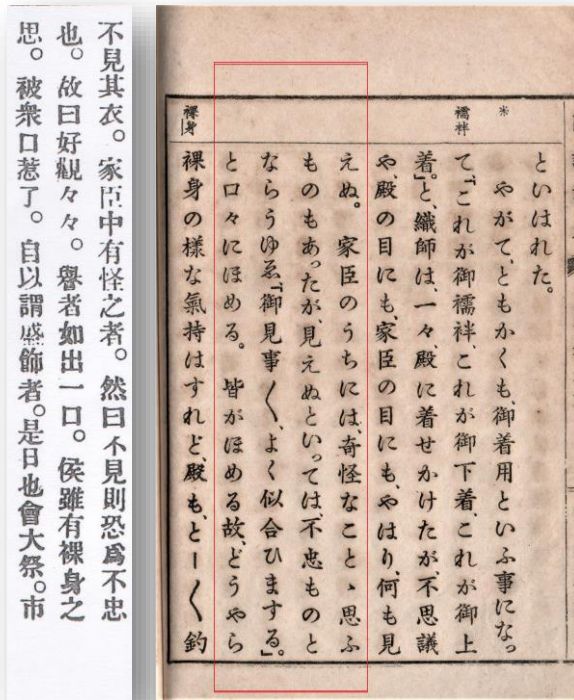 といはれた。
やがて、ともかくも、御着用といふ事になっ
て、「これが御襦袢、これが御下着、これが御上
着。」と、織師は、一々、殿に着せかけたが、不思議
や、殿の目にも、家臣の目にも、やはり、何も見
えぬ。　家臣のうちには、奇怪なことゝ思ふ
ものもあったが、見えぬといっては、不忠ものと
ならうゆゑ、「御見事〱、よく似合ひまする。」
と口々にほめる。　皆がほめる故、どうやら
裸身の様な氣持はすれど、殿も、とー〱釣
米
襦袢
裸身
不見其衣。家臣中有怪之者。然曰不見則恐爲不忠
也。故曰好観々々。譽者如出一口。侯雖有裸身之
思。被衆口惹了。自以謂盛飾者。是日也會大祭。市